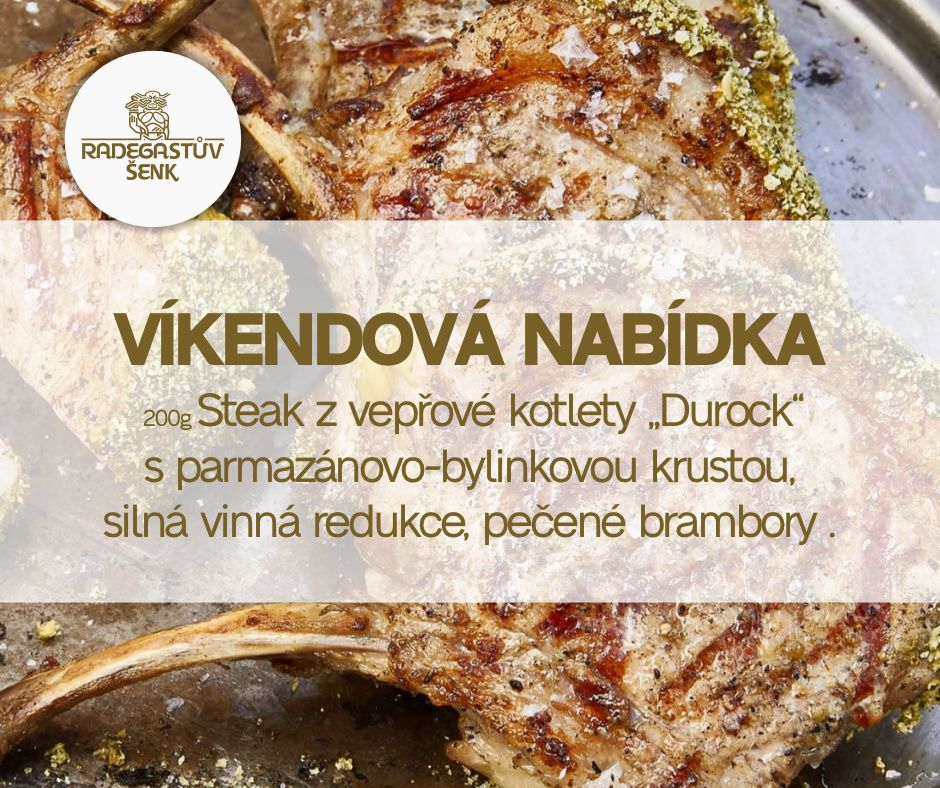 RADEGASTŮV
ŠENK
VÍKENDOVÁ NABÍDKA
200g Steak z vepřové kotlety „Durock“
s parmazánovo-bylinkovou krustou,
silná vinná redukce, pečené brambory .